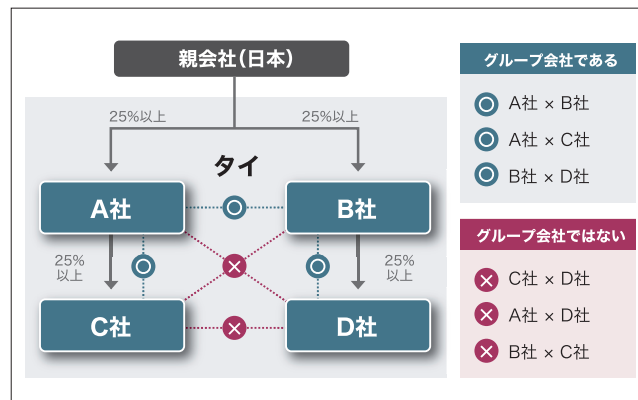 親会社(日本)
25%以上
25%以上
タイ
A社
B社
25%
以上
25%
以上
C社
D社
グループ会社である
A社 × B社
A社 × C社
B社 × D社
グループ会社ではない
C社 × D社
A社 × D社
B社 × C社